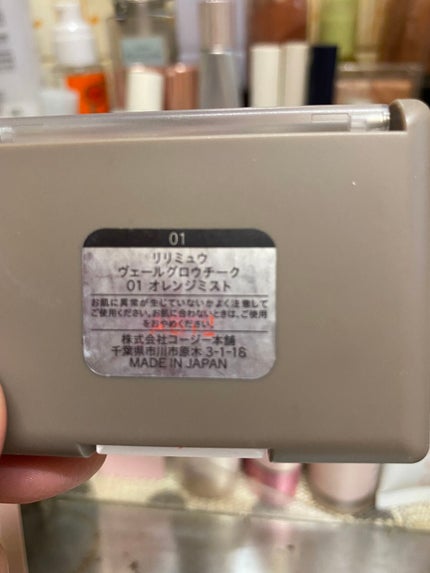 01
リリミュウ
ヴェールグロウチーク
01 オレンジミスト
お肌に異常が生じていないかよく注意して
ご使用ください。お肌に合わないときは、ご使用
をおやめください。
株式会社コージー本舗
千葉県市川市原木 3-1-18
MADE IN JAPAN